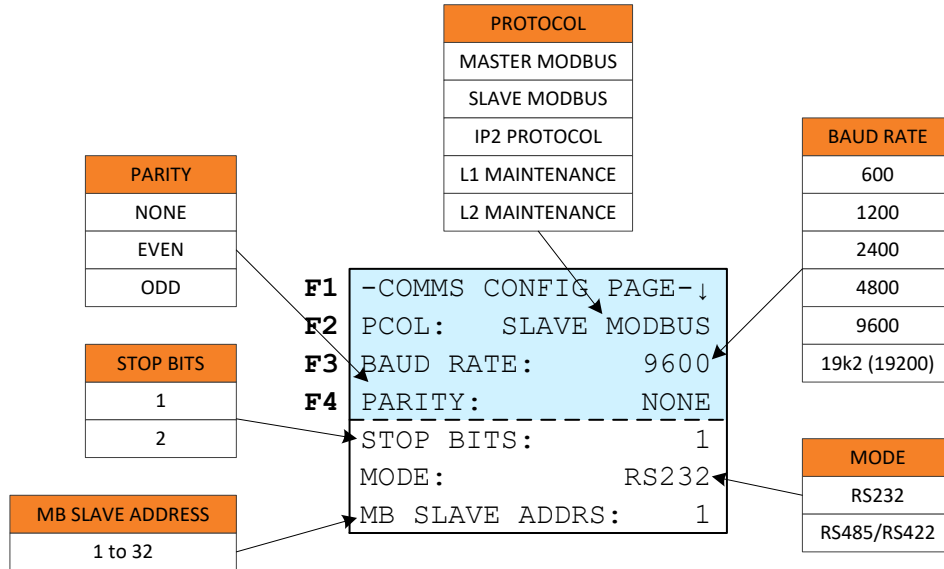 PROTOCOL
MASTER MODBUS
SLAVE MODBUS
IP2 PROTOCOL
L1 MAINTENANCE
L2 MAINTENANCE
BAUD RATE
600
1200
2400
4800
9600
19k2 (19200)
PARITY
NONE
EVEN
ODD
STOP BITS
1
2
MB SLAVE ADDRESS
1 to 32
F1 -COMMS CONFIG PAGE-↓
F2 PCOL: SLAVE MODBUS
F3 BAUD RATE: 9600
F4 PARITY: NONE
STOP BITS: 1
MODE: RS232
MB SLAVE ADDRS: 1
MODE
RS232
RS485/RS422